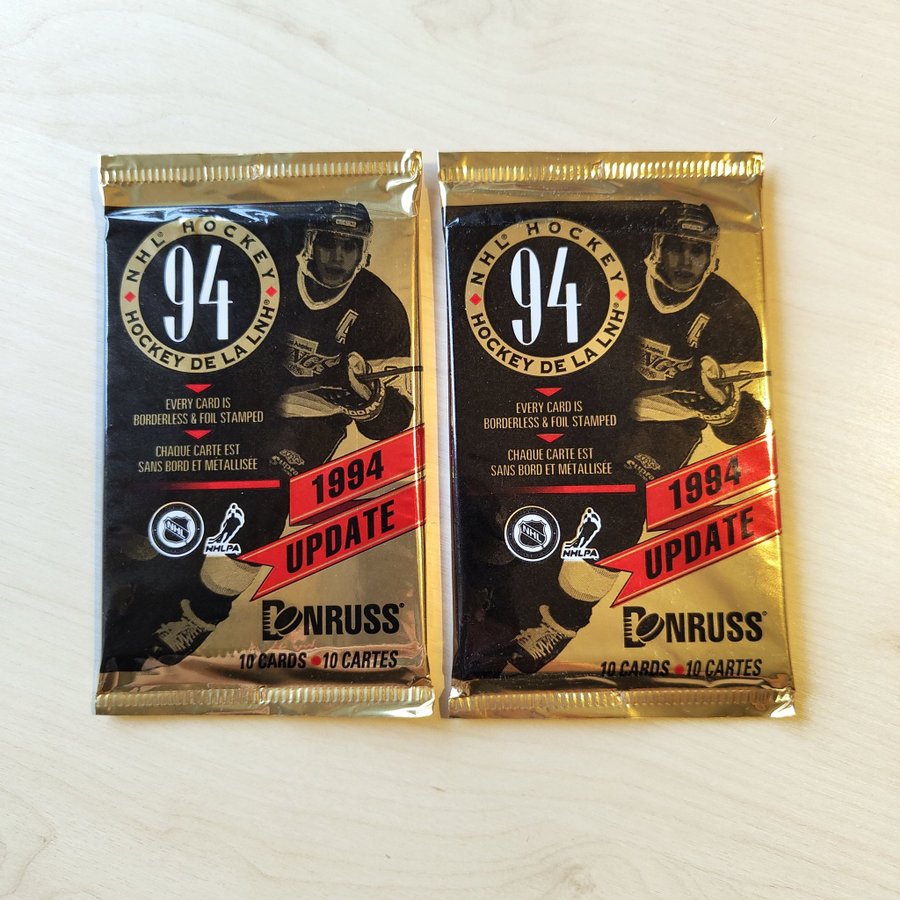 NHL® HOCKEY
94
HOCKEY DE LA LNH®
EVERY CARD IS
BORDERLESS & FOIL STAMPED
CHAQUE CARTE EST
SANS BORD ET METALLISÉE
1994
UPDATE
NHL
NHLPA
DONRUSS®
10 CARDS • 10 CARTES
NHL® HOCKEY
94
HOCKEY DE LA LNH®
EVERY CARD IS
BORDERLESS & FOIL STAMPED
CHAQUE CARTE EST
SANS BORD ET METALLISÉE
1994
UPDATE
NHL
NHLPA
DONRUSS®
10 CARDS • 10 CARTES